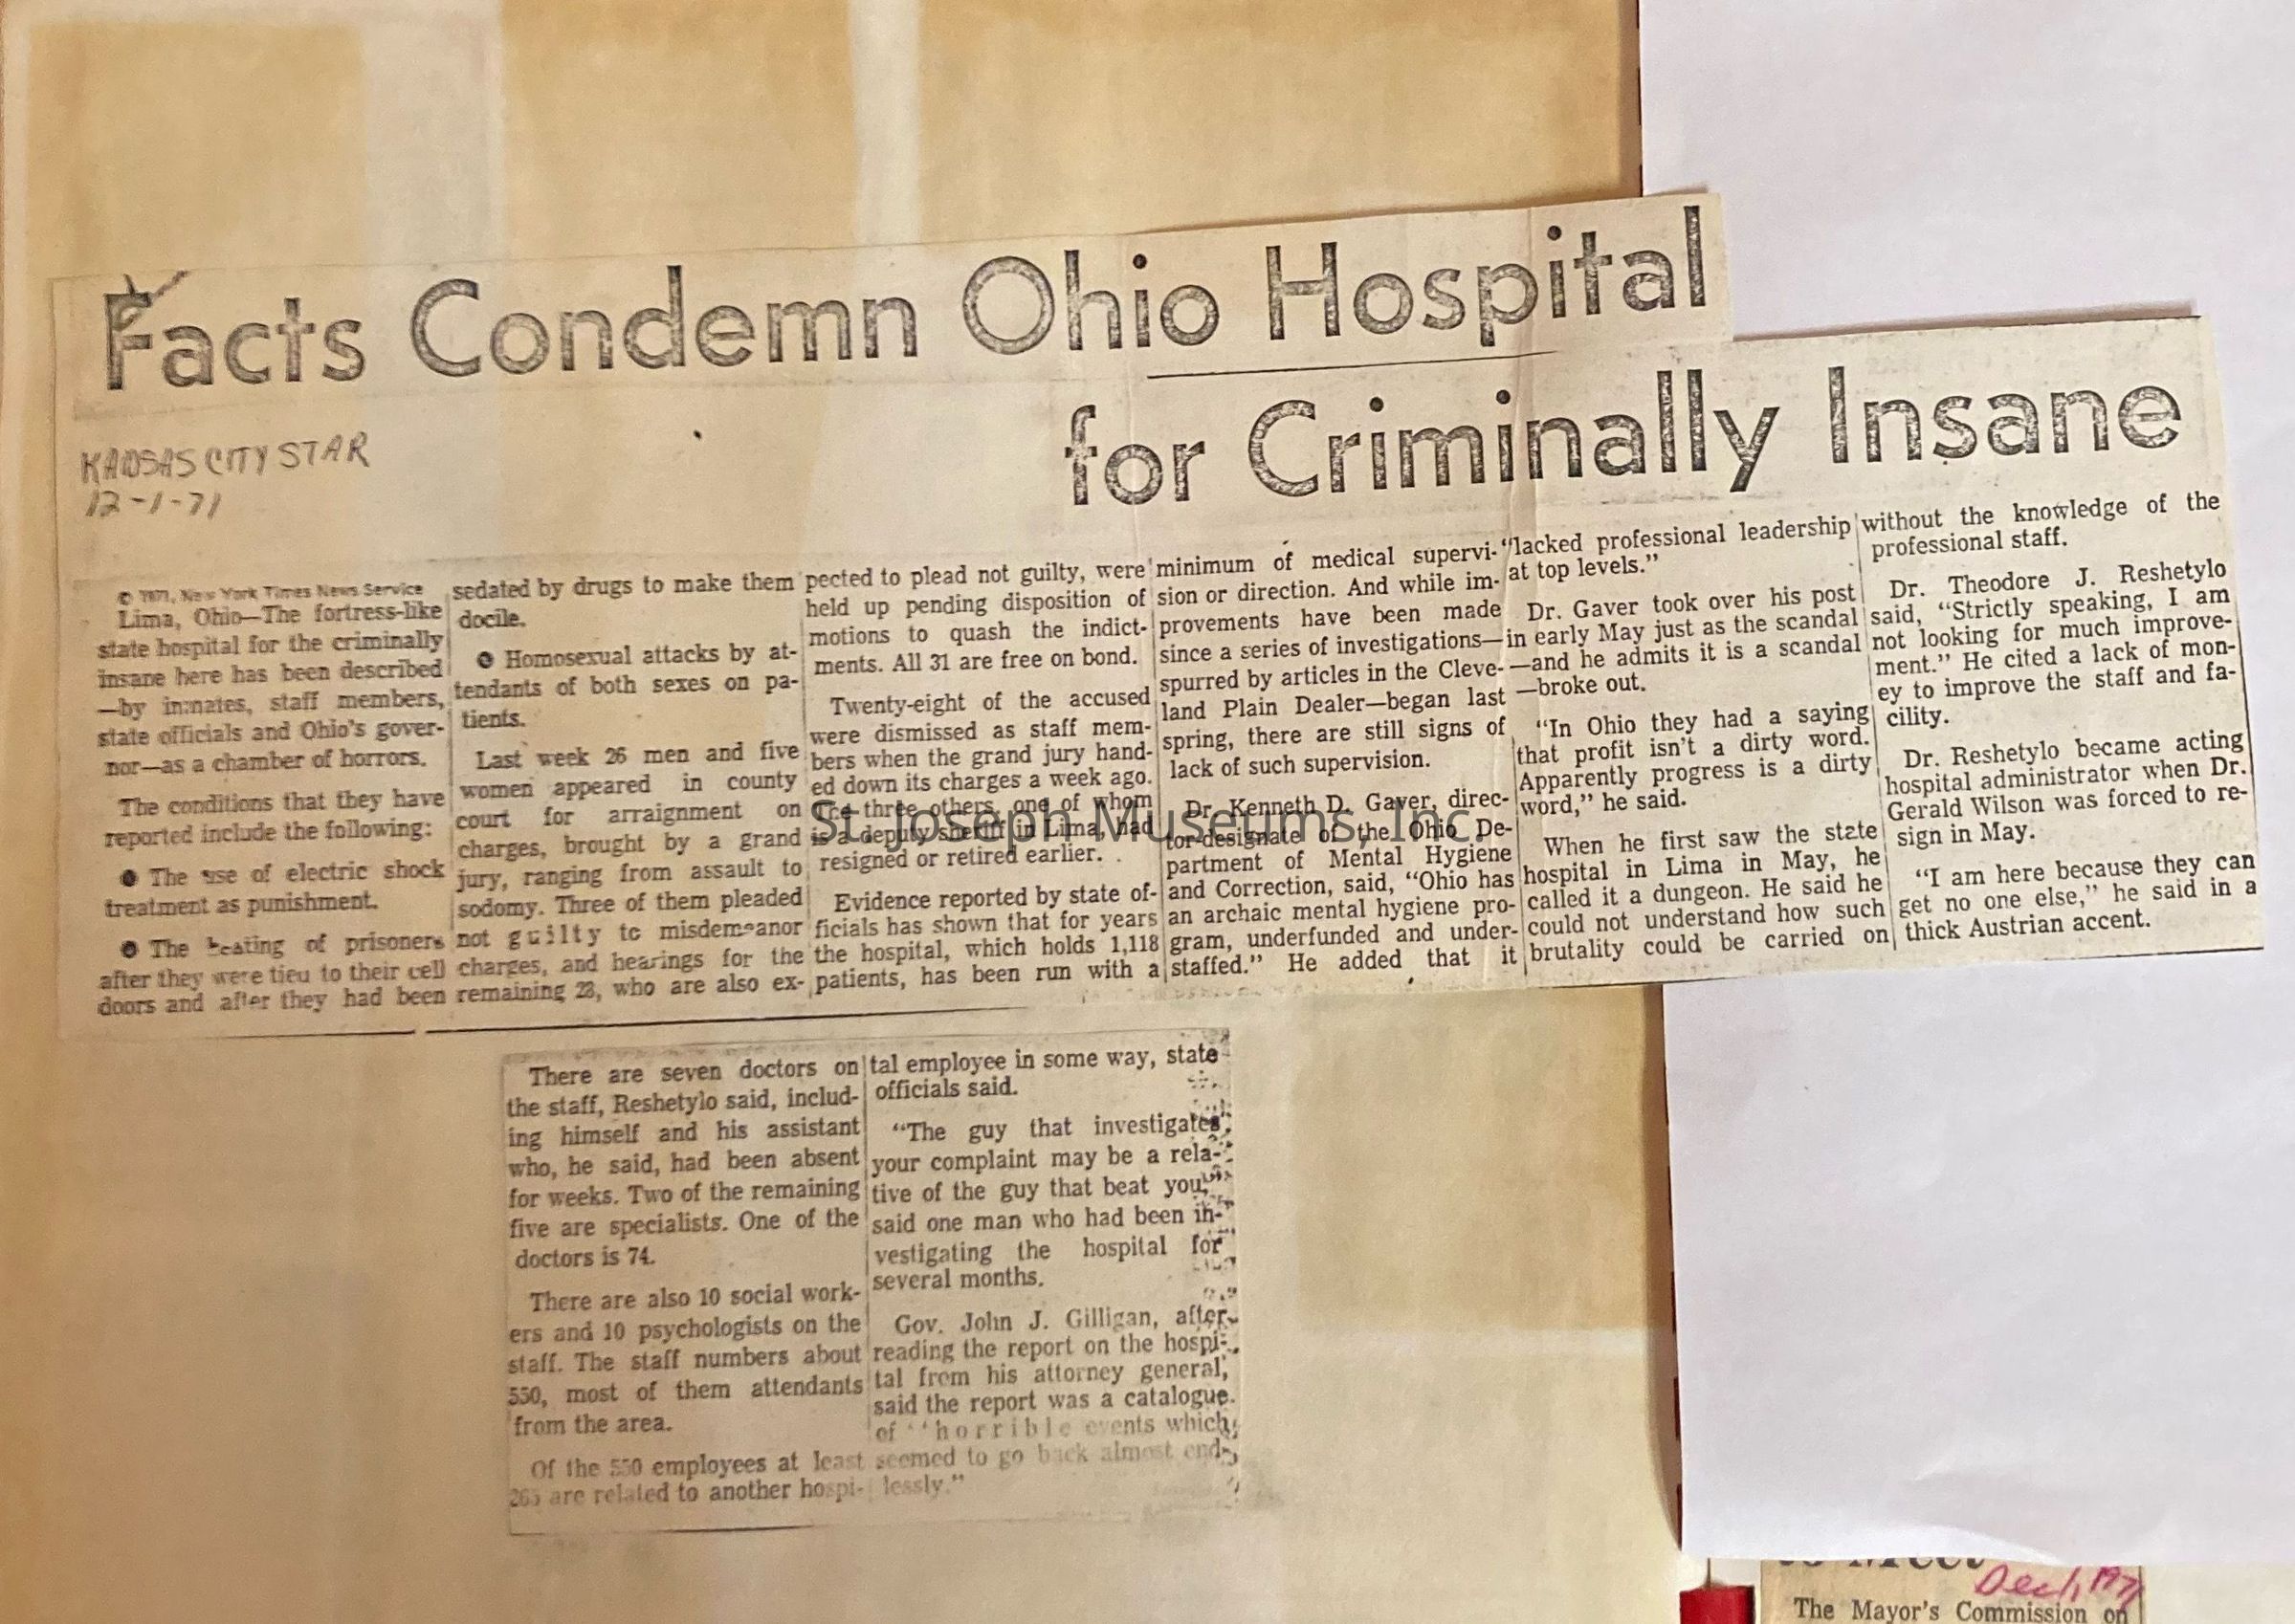 Facts Condemn Ohio Hospital
for Criminally Insane
KANSAS CITY STAR
12-1-71
© 1971, New York Times News Service
Lima, Ohio—The fortress-like
state hospital for the criminally
insane here has been described
—by inmates, staff members,
state officials and Ohio's gover-
nor—as a chamber of horrors.
The conditions that they have
reported include the following:
● The use of electric shock
treatment as punishment.
● The beating of prisoners
after they were tied to their cell
doors and after they had been
sedated by drugs to make them
docile.
● Homosexual attacks by at-
tendants of both sexes on pa-
tients.
Last week 26 men and five
women appeared in county
court for arraignment on
charges, brought by a grand
jury, ranging from assault to
sodomy. Three of them pleaded
not guilty to misdemeanor
charges, and hearings for the
remaining 28, who are also ex-
pected to plead not guilty, were
held up pending disposition of
motions to quash the indict-
ments. All 31 are free on bond.
Twenty-eight of the accused
were dismissed as staff mem-
bers when the grand jury hand-
ed down its charges a week ago.
The three others, one of whom
is a deputy sheriff in Lima, had
resigned or retired earlier.
Evidence reported by state of-
ficials has shown that for years
the hospital, which holds 1,118
patients, has been run with a
minimum of medical supervi-
sion or direction. And while im-
provements have been made
since a series of investigations—
spurred by articles in the Cleve-
land Plain Dealer—began last
spring, there are still signs of
lack of such supervision.
Dr. Kenneth D. Gaver, direc-
tor-designate of the Ohio De-
partment of Mental Hygiene
and Correction, said, "Ohio has
an archaic mental hygiene pro-
gram, underfunded and under-
staffed." He added that it
"lacked professional leadership
at top levels."
Dr. Gaver took over his post
in early May just as the scandal
—and he admits it is a scandal
—broke out.
"In Ohio they had a saying
that profit isn't a dirty word.
Apparently progress is a dirty
word," he said.
When he first saw the state
hospital in Lima in May, he
called it a dungeon. He said he
could not understand how such
brutality could be carried on
without the knowledge of the
professional staff.
Dr. Theodore J. Reshetylo
said, "Strictly speaking, I am
not looking for much improve-
ment." He cited a lack of mon-
ey to improve the staff and fa-
cility.
Dr. Reshetylo became acting
hospital administrator when Dr.
Gerald Wilson was forced to re-
sign in May.
"I am here because they can
get no one else," he said in a
thick Austrian accent.
St. Joseph Museums, Inc.
There are seven doctors on
the staff, Reshetylo said, includ-
ing himself and his assistant
who, he said, had been absent
for weeks. Two of the remaining
five are specialists. One of the
doctors is 74.
There are also 10 social work-
ers and 10 psychologists on the
staff. The staff numbers about
550, most of them attendants
from the area.
Of the 550 employees at least
265 are related to another hospi-
tal employee in some way, state
officials said.
"The guy that investigates
your complaint may be a rela-
tive of the guy that beat you,"
said one man who had been in-
vestigating the hospital for
several months.
Gov. John J. Gilligan, after
reading the report on the hospi-
tal from his attorney general,
said the report was a catalogue
of "horrible events which
seemed to go back almost end-
lessly."
to Meet
Dec 1, 1971
The Mayor's Commission on